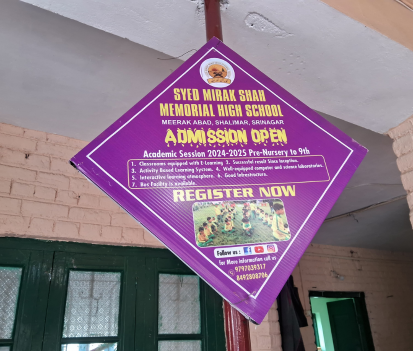 SYED MIRAK SHAH
MEMORIAL HIGH SCHOOL
MEERAK ABAD, SHALIMAR, SRINAGAR
ADMISSION OPEN
Academic Session 2024-2025 Pre-Nursery to 9th
1. Classrooms equipped with E-Learning 2. Successful result Since inception.
3. Activity Based Learning System. 4. Well-equipped computer and science laboratories.
5. Interactive learning atmosphere. 6. Good Infrastructure.
7. Bus Facility is available.
REGISTER NOW
Follow us :
for More information call us
9797039317
8492808796